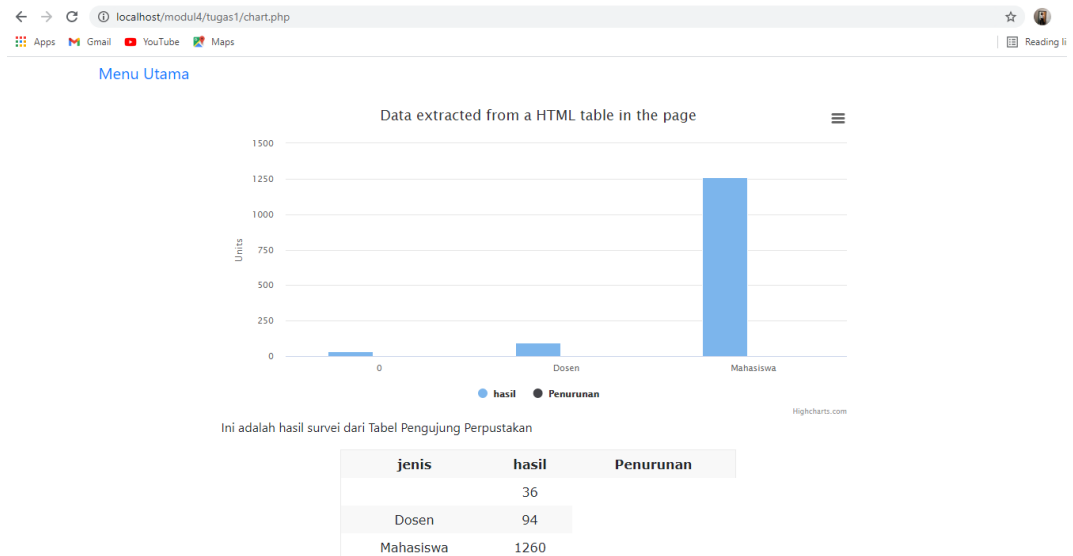 localhost/modul4/tugas1/chart.php
Apps Gmail YouTube Maps Reading li
Menu Utama
Data extracted from a HTML table in the page
1500
1250
1000
750
500
250
0
Units
0 Dosen Mahasiswa
hasil Penurunan
Highcharts.com
Ini adalah hasil survei dari Tabel Pengujung Perpustakan
jenis hasil Penurunan
36
Dosen 94
Mahasiswa 1260